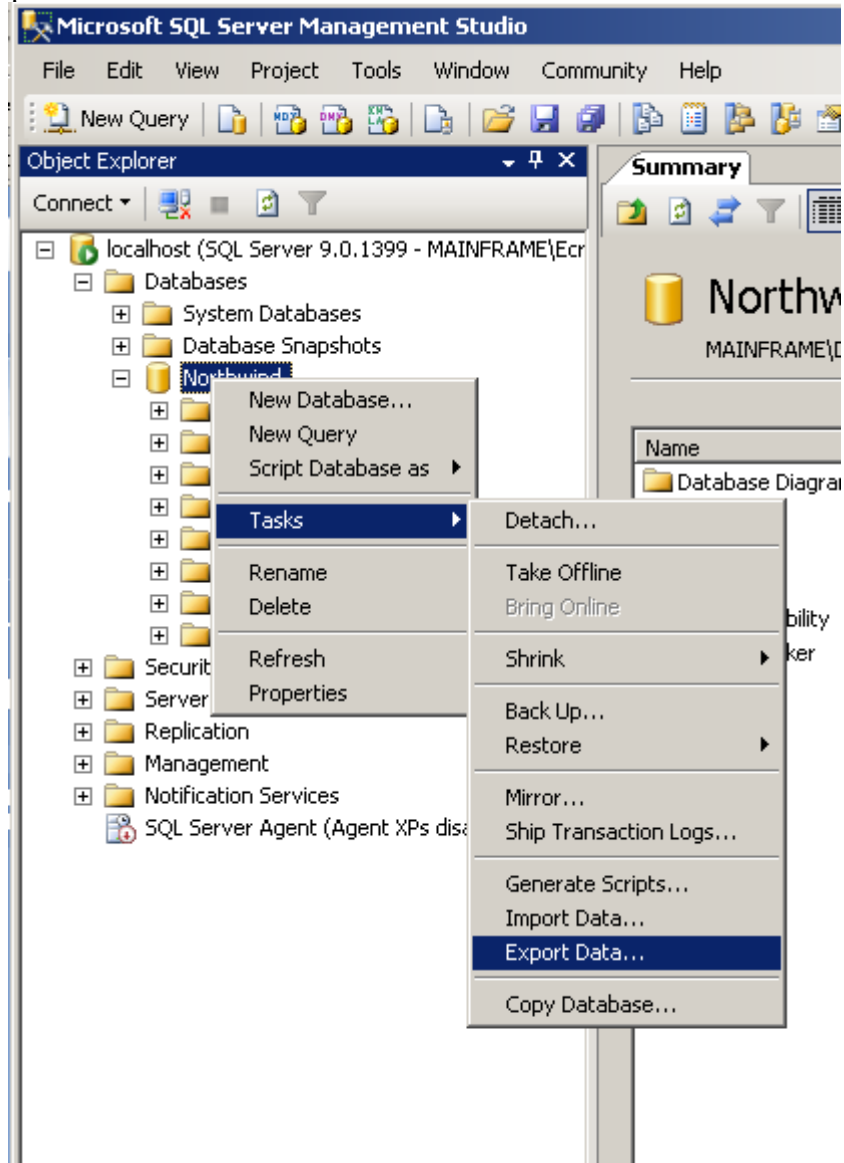 Microsoft SQL Server Management Studio
File Edit View Project Tools Window Community Help
New Query
Object Explorer
Connect
localhost (SQL Server 9.0.1399 - MAINFRAME\Ecr
Databases
System Databases
Database Snapshots
Northwind
Security
Server
Replication
Management
Notification Services
SQL Server Agent (Agent XPs disa
New Database...
New Query
Script Database as
Tasks
Rename
Delete
Refresh
Properties
Detach...
Take Offline
Bring Online
Shrink
Back Up...
Restore
Mirror...
Ship Transaction Logs...
Generate Scripts...
Import Data...
Export Data...
Copy Database...
Summary
Northw
MAINFRAME\D
Name
Database Diagra
bility
ker